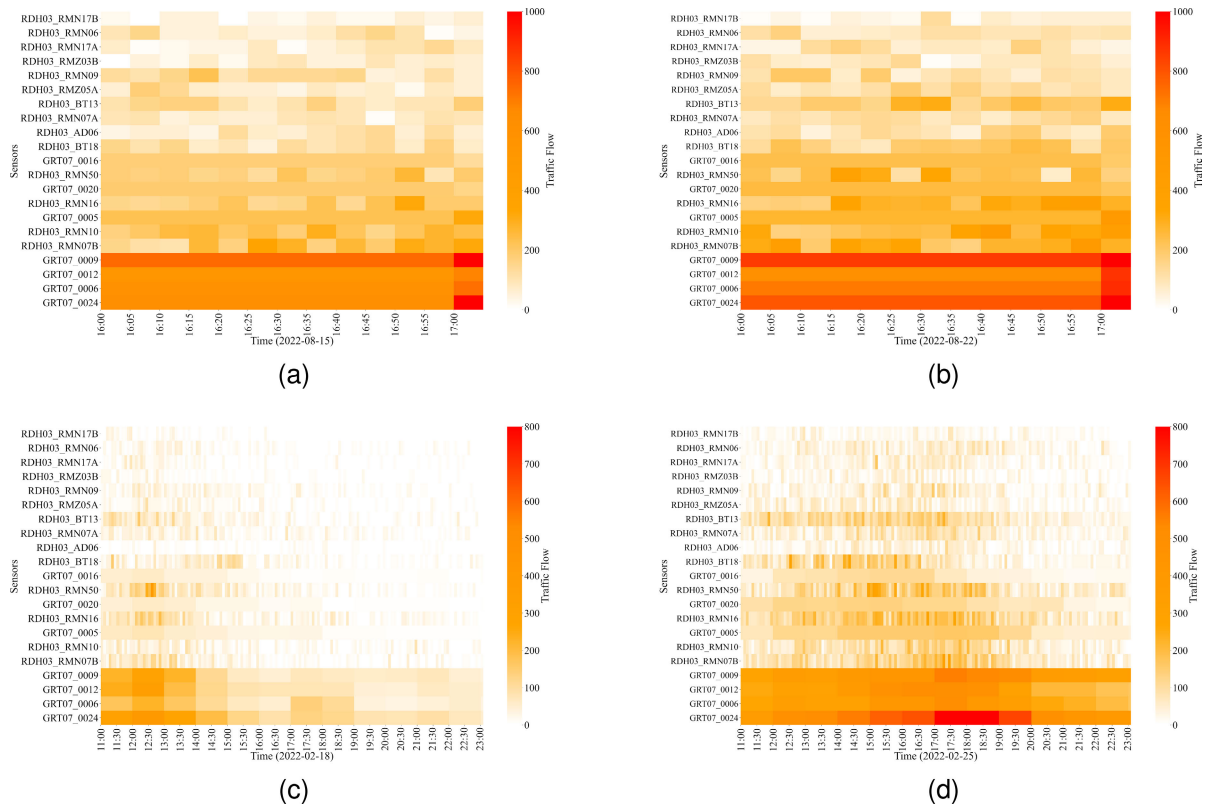 RDH03_RMN17B
RDH03_RMN06
RDH03_RMN17A
RDH03_RMZ03B
RDH03_RMN09
RDH03_RMZ05A
RDH03_BT13
RDH03_RMN07A
RDH03_AD06
RDH03_BT18
GRT07_0016
RDH03_RMN50
GRT07_0020
RDH03_RMN16
GRT07_0005
RDH03_RMN10
RDH03_RMN07B
GRT07_0009
GRT07_0012
GRT07_0006
GRT07_0024
Sensors
16:00
16:05
16:10
16:15
16:20
16:25
16:30
16:35
16:40
16:45
16:50
16:55
17:00
Time (2022-08-15)
1000
800
600
400
200
0
Traffic Flow
(a)
RDH03_RMN17B
RDH03_RMN06
RDH03_RMN17A
RDH03_RMZ03B
RDH03_RMN09
RDH03_RMZ05A
RDH03_BT13
RDH03_RMN07A
RDH03_AD06
RDH03_BT18
GRT07_0016
RDH03_RMN50
GRT07_0020
RDH03_RMN16
GRT07_0005
RDH03_RMN10
RDH03_RMN07B
GRT07_0009
GRT07_0012
GRT07_0006
GRT07_0024
Sensors
16:00
16:05
16:10
16:15
16:20
16:25
16:30
16:35
16:40
16:45
16:50
16:55
17:00
Time (2022-08-22)
1000
800
600
400
200
0
Traffic Flow
(b)
RDH03_RMN17B
RDH03_RMN06
RDH03_RMN17A
RDH03_RMZ03B
RDH03_RMN09
RDH03_RMZ05A
RDH03_BT13
RDH03_RMN07A
RDH03_AD06
RDH03_BT18
GRT07_0016
RDH03_RMN50
GRT07_0020
RDH03_RMN16
GRT07_0005
RDH03_RMN10
RDH03_RMN07B
GRT07_0009
GRT07_0012
GRT07_0006
GRT07_0024
Sensors
11:00
11:30
12:00
12:30
13:00
13:30
14:00
14:30
15:00
15:30
16:00
16:30
17:00
17:30
18:00
18:30
19:00
19:30
20:00
20:30
21:00
21:30
22:00
22:30
23:00
Time (2022-02-18)
800
700
600
500
400
300
200
100
0
Traffic Flow
(c)
RDH03_RMN17B
RDH03_RMN06
RDH03_RMN17A
RDH03_RMZ03B
RDH03_RMN09
RDH03_RMZ05A
RDH03_BT13
RDH03_RMN07A
RDH03_AD06
RDH03_BT18
GRT07_0016
RDH03_RMN50
GRT07_0020
RDH03_RMN16
GRT07_0005
RDH03_RMN10
RDH03_RMN07B
GRT07_0009
GRT07_0012
GRT07_0006
GRT07_0024
Sensors
11:00
11:30
12:00
12:30
13:00
13:30
14:00
14:30
15:00
15:30
16:00
16:30
17:00
17:30
18:00
18:30
19:00
19:30
20:00
20:30
21:00
21:30
22:00
22:30
23:00
Time (2022-02-25)
800
700
600
500
400
300
200
100
0
Traffic Flow
(d)